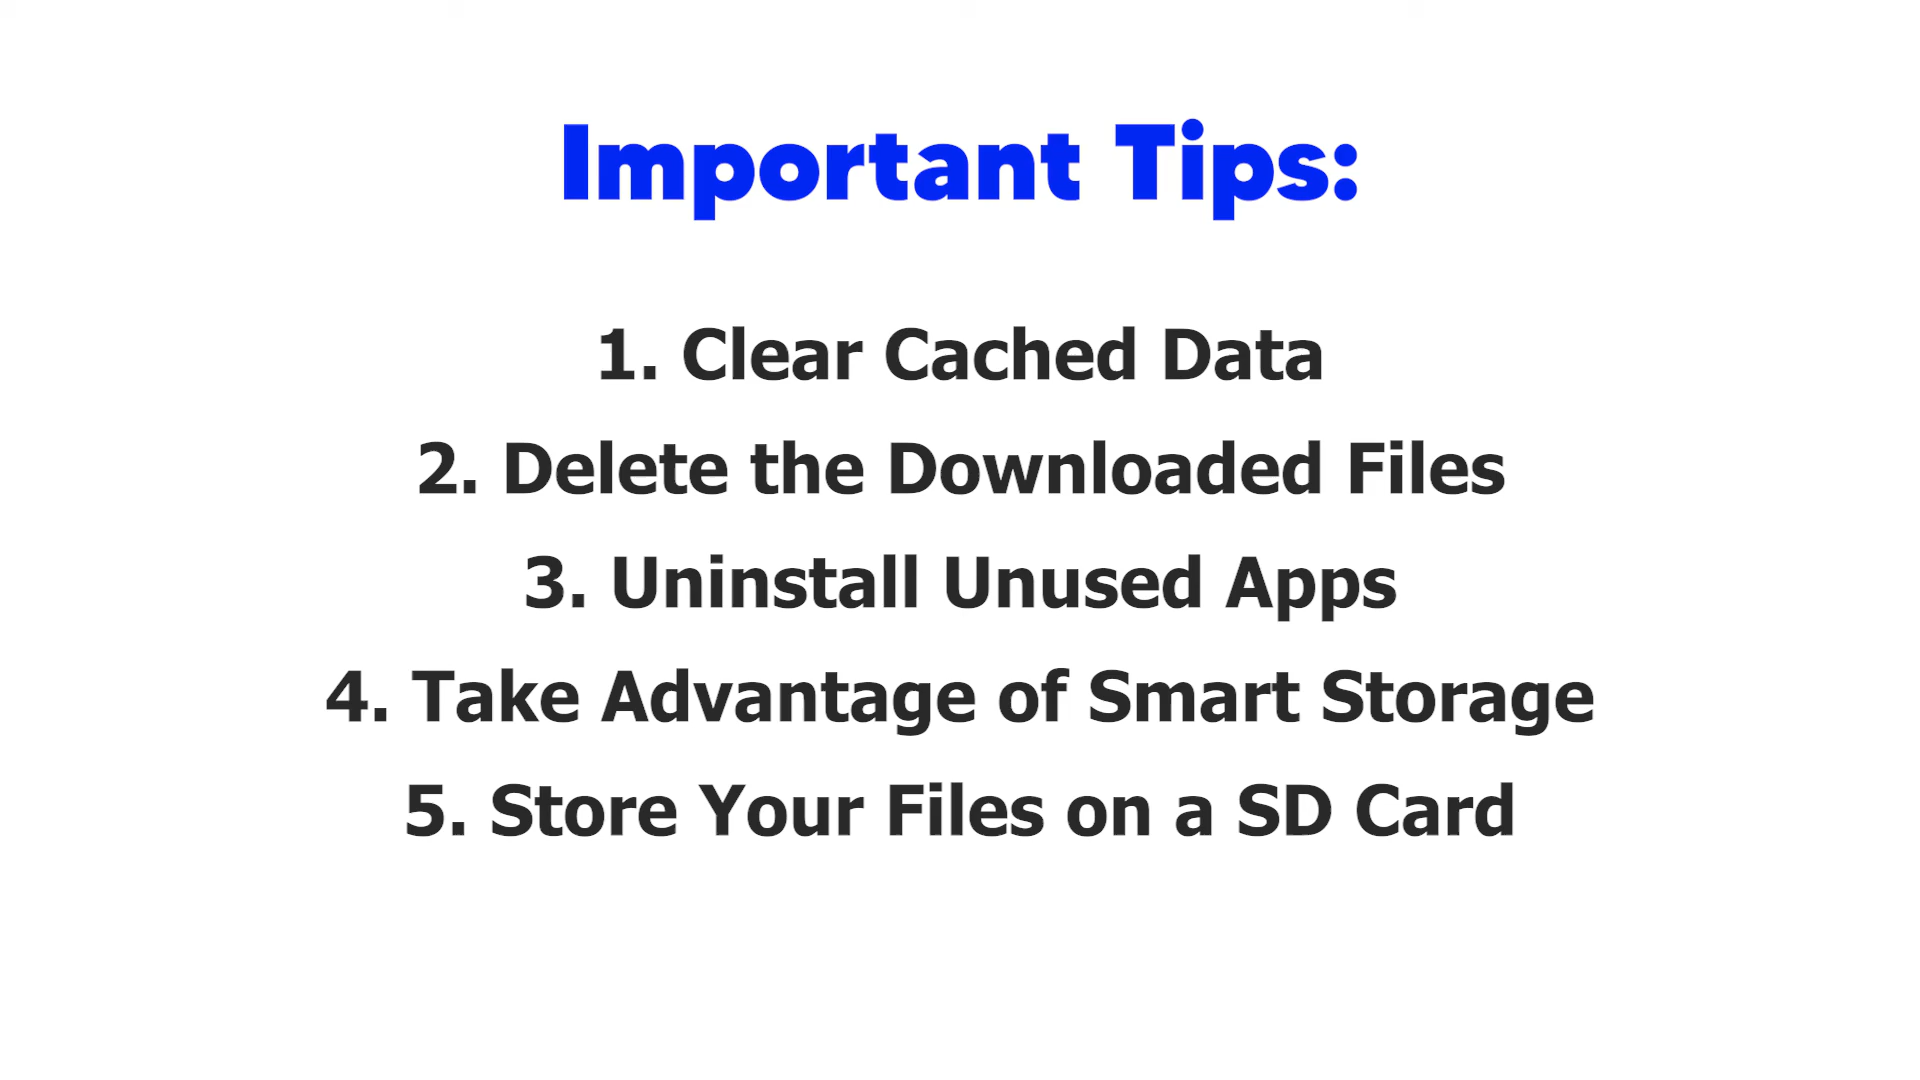 Important Tips:
1. Clear Cached Data
2. Delete the Downloaded Files
3. Uninstall Unused Apps
4. Take Advantage of Smart Storage
5. Store Your Files on a SD Card